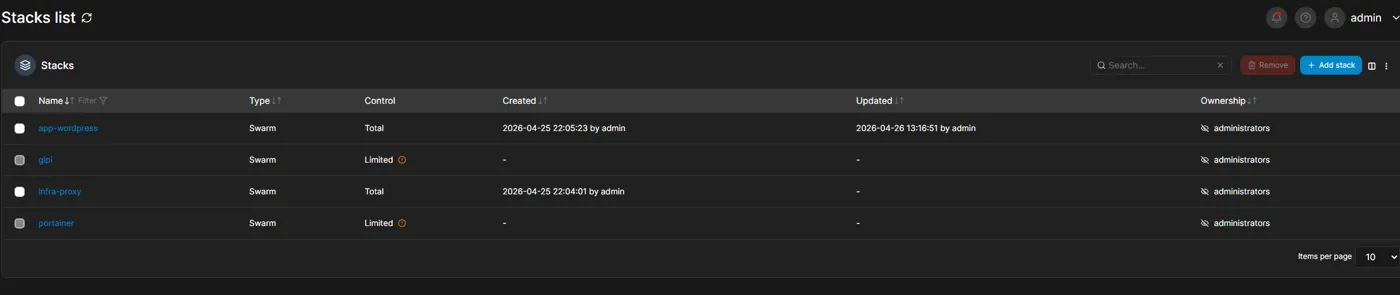 Stacks list
admin
Stacks
Search...
Remove
+ Add stack
Name Filter Type Control Created Updated Ownership
app-wordpress Swarm Total 2026-04-25 22:05:23 by admin 2026-04-26 13:16:51 by admin administrators
glpi Swarm Limited - - administrators
infra-proxy Swarm Total 2026-04-25 22:04:01 by admin - administrators
portainer Swarm Limited - - administrators
Items per page 10